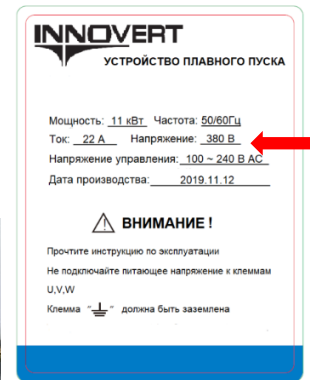 INNOVERT
УСТРОЙСТВО ПЛАВНОГО ПУСКА
Мощность: 11 кВт Частота: 50/60Гц
Ток: 22 А Напряжение: 380 В
Напряжение управления: 100 ~ 240 В АС
Дата производства: 2019.11.12
ВНИМАНИЕ !
Прочтите инструкцию по эксплуатации
Не подключайте питающее напряжение к клеммам
U,V,W
Клемма "⏚" должна быть заземлена